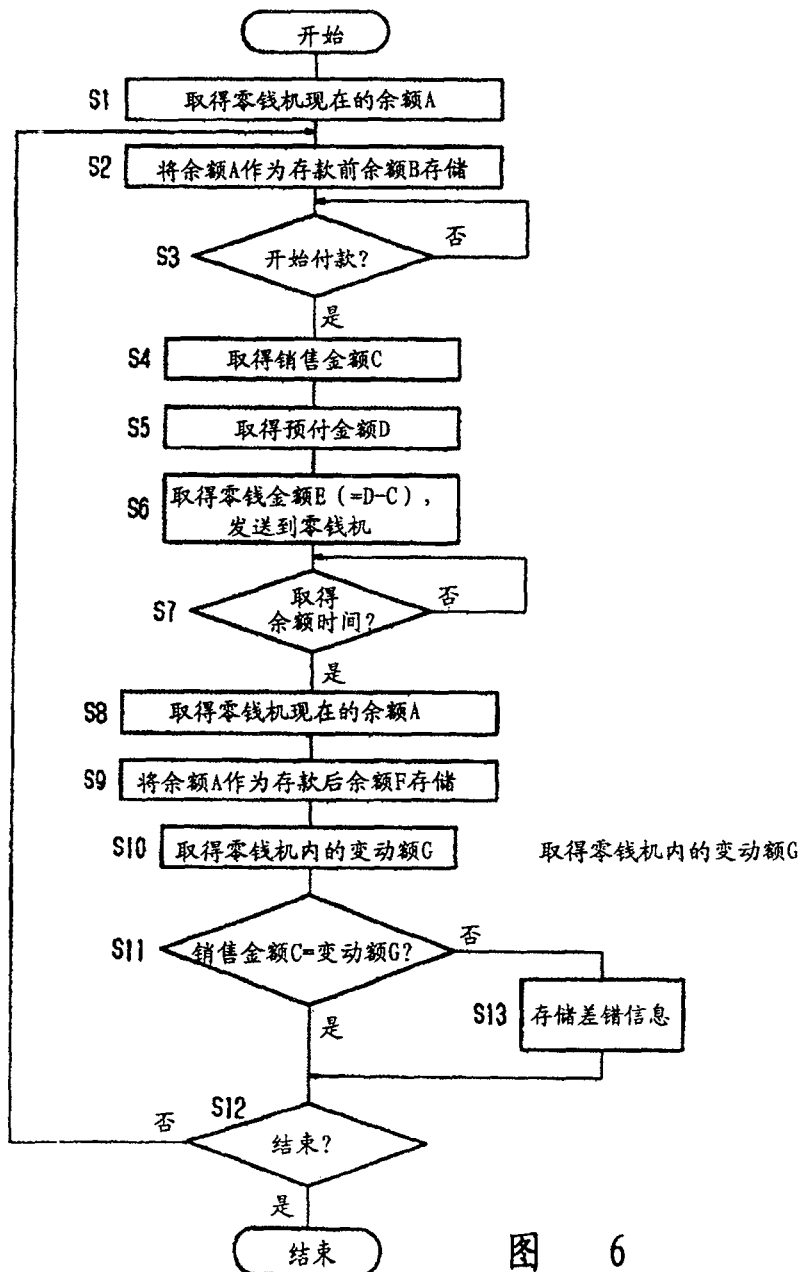 开始
S1
取得零钱机现在的余额A
S2
将余额A作为存款前余额B存储
S3
开始付款?
否
是
S4
取得销售金额C
S5
取得预付金额D
S6
取得零钱金额E (=D-C),
发送到零钱机
S7
取得
余额时间?
否
是
S8
取得零钱机现在的余额A
S9
将余额A作为存款后余额F存储
S10
取得零钱机内的变动额G
取得零钱机内的变动额G
S11
销售金额C=变动额G?
否
是
S13
存储差错信息
S12
结束?
否
是
结束
图 6